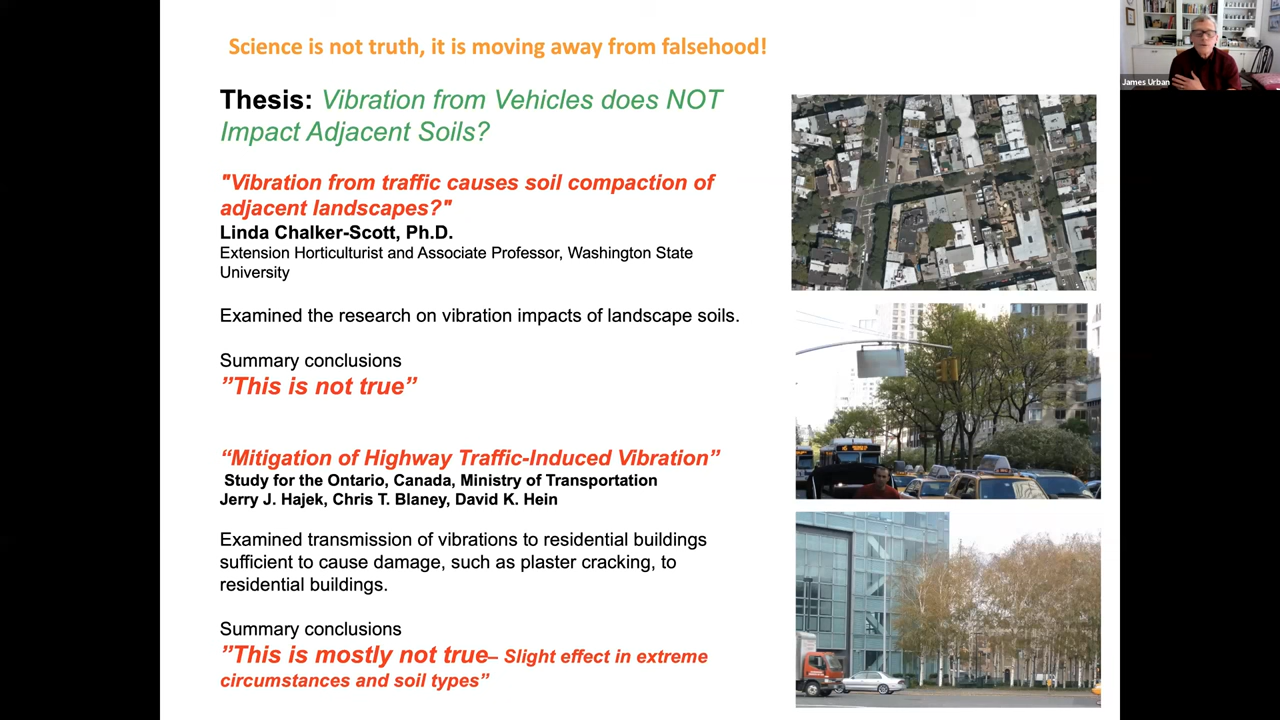 Science is not truth, it is moving away from falsehood!
Thesis: Vibration from Vehicles does NOT
Impact Adjacent Soils?
"Vibration from traffic causes soil compaction of
adjacent landscapes?"
Linda Chalker-Scott, Ph.D.
Extension Horticulturist and Associate Professor, Washington State
University
Examined the research on vibration impacts of landscape soils.
Summary conclusions
”This is not true”
“Mitigation of Highway Traffic-Induced Vibration”
Study for the Ontario, Canada, Ministry of Transportation
Jerry J. Hajek, Chris T. Blaney, David K. Hein
Examined transmission of vibrations to residential buildings
sufficient to cause damage, such as plaster cracking, to
residential buildings.
Summary conclusions
”This is mostly not true– Slight effect in extreme
circumstances and soil types”
James Urban